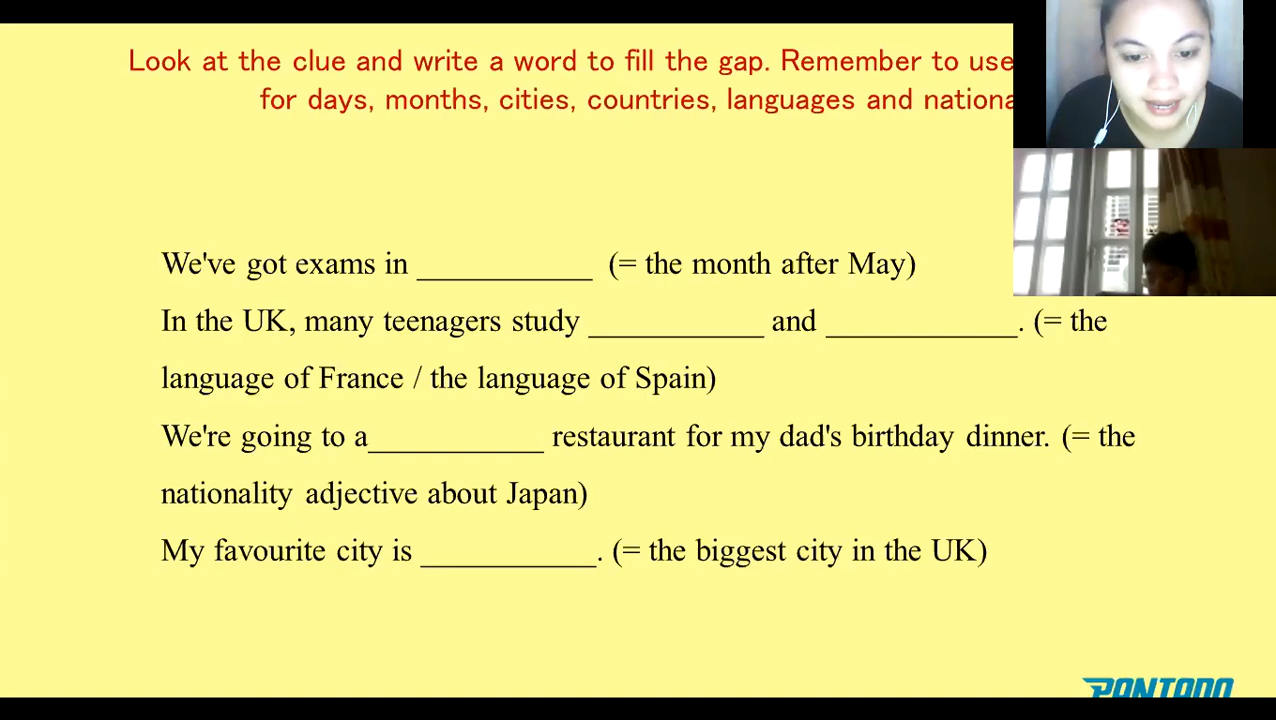 Look at the clue and write a word to fill the gap. Remember to use
for days, months, cities, countries, languages and
We've got exams in ___________ (= the month after May)
In the UK, many teenagers study ___________ and ____________. (= the
language of France / the language of Spain)
We're going to a___________ restaurant for my dad's birthday dinner. (= the
nationality adjective about Japan)
My favourite city is ___________. (= the biggest city in the UK)